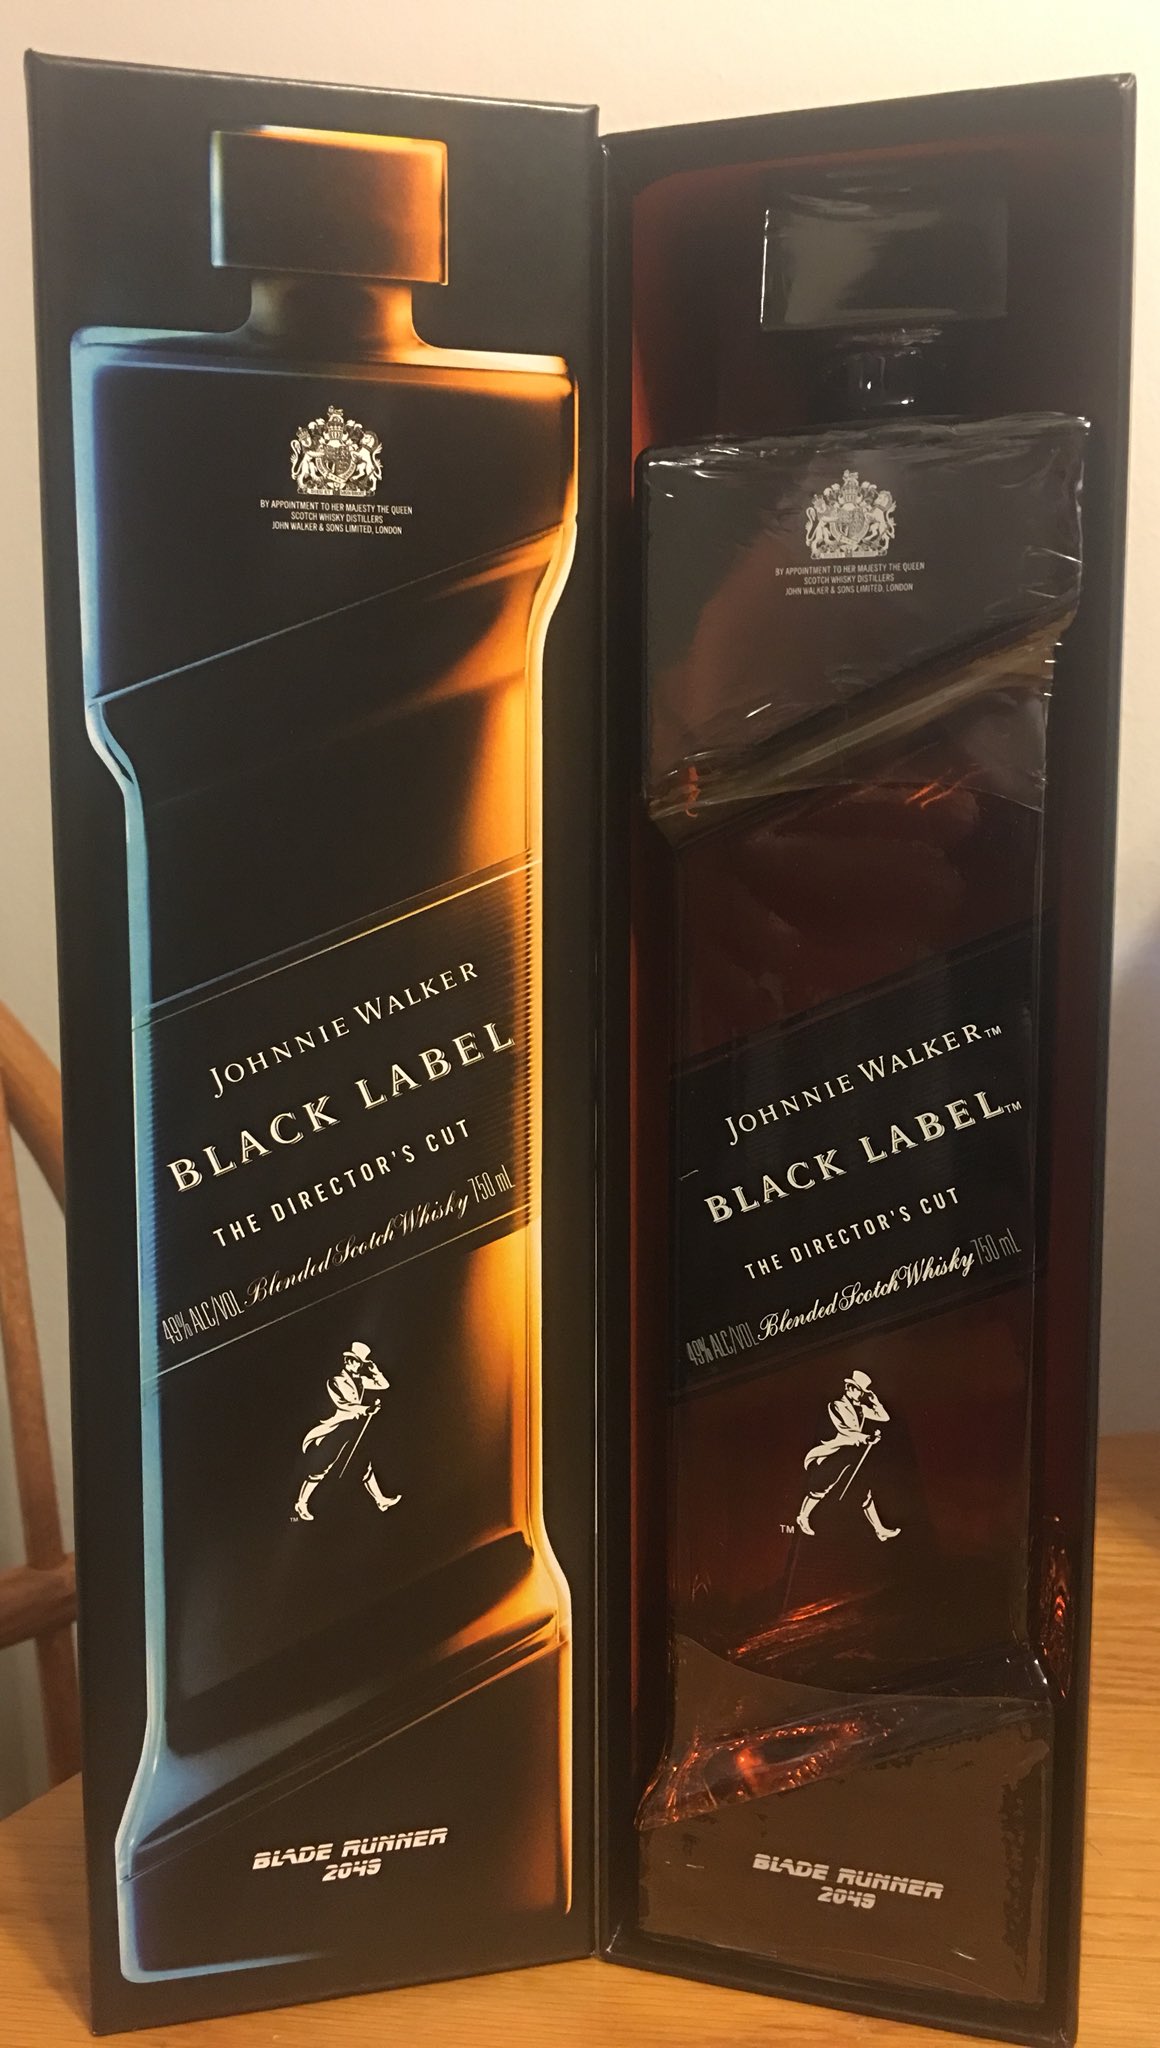 BY APPOINTMENT TO HER MAJESTY THE QUEEN
SCOTCH WHISKY DISTILLERS
JOHN WALKER & SONS LIMITED, LONDON
JOHNNIE WALKER
BLACK LABEL
THE DIRECTOR'S CUT
49% ALC/VOL Blended Scotch Whisky 750 mL
TM
BLADE RUNNER
2049
BY APPOINTMENT TO HER MAJESTY THE QUEEN
SCOTCH WHISKY DISTILLERS
JOHN WALKER & SONS LIMITED, LONDON
JOHNNIE WALKER™
BLACK LABEL™
THE DIRECTOR'S CUT
49% ALC/VOL Blended Scotch Whisky 750 mL
TM
BLADE RUNNER
2049